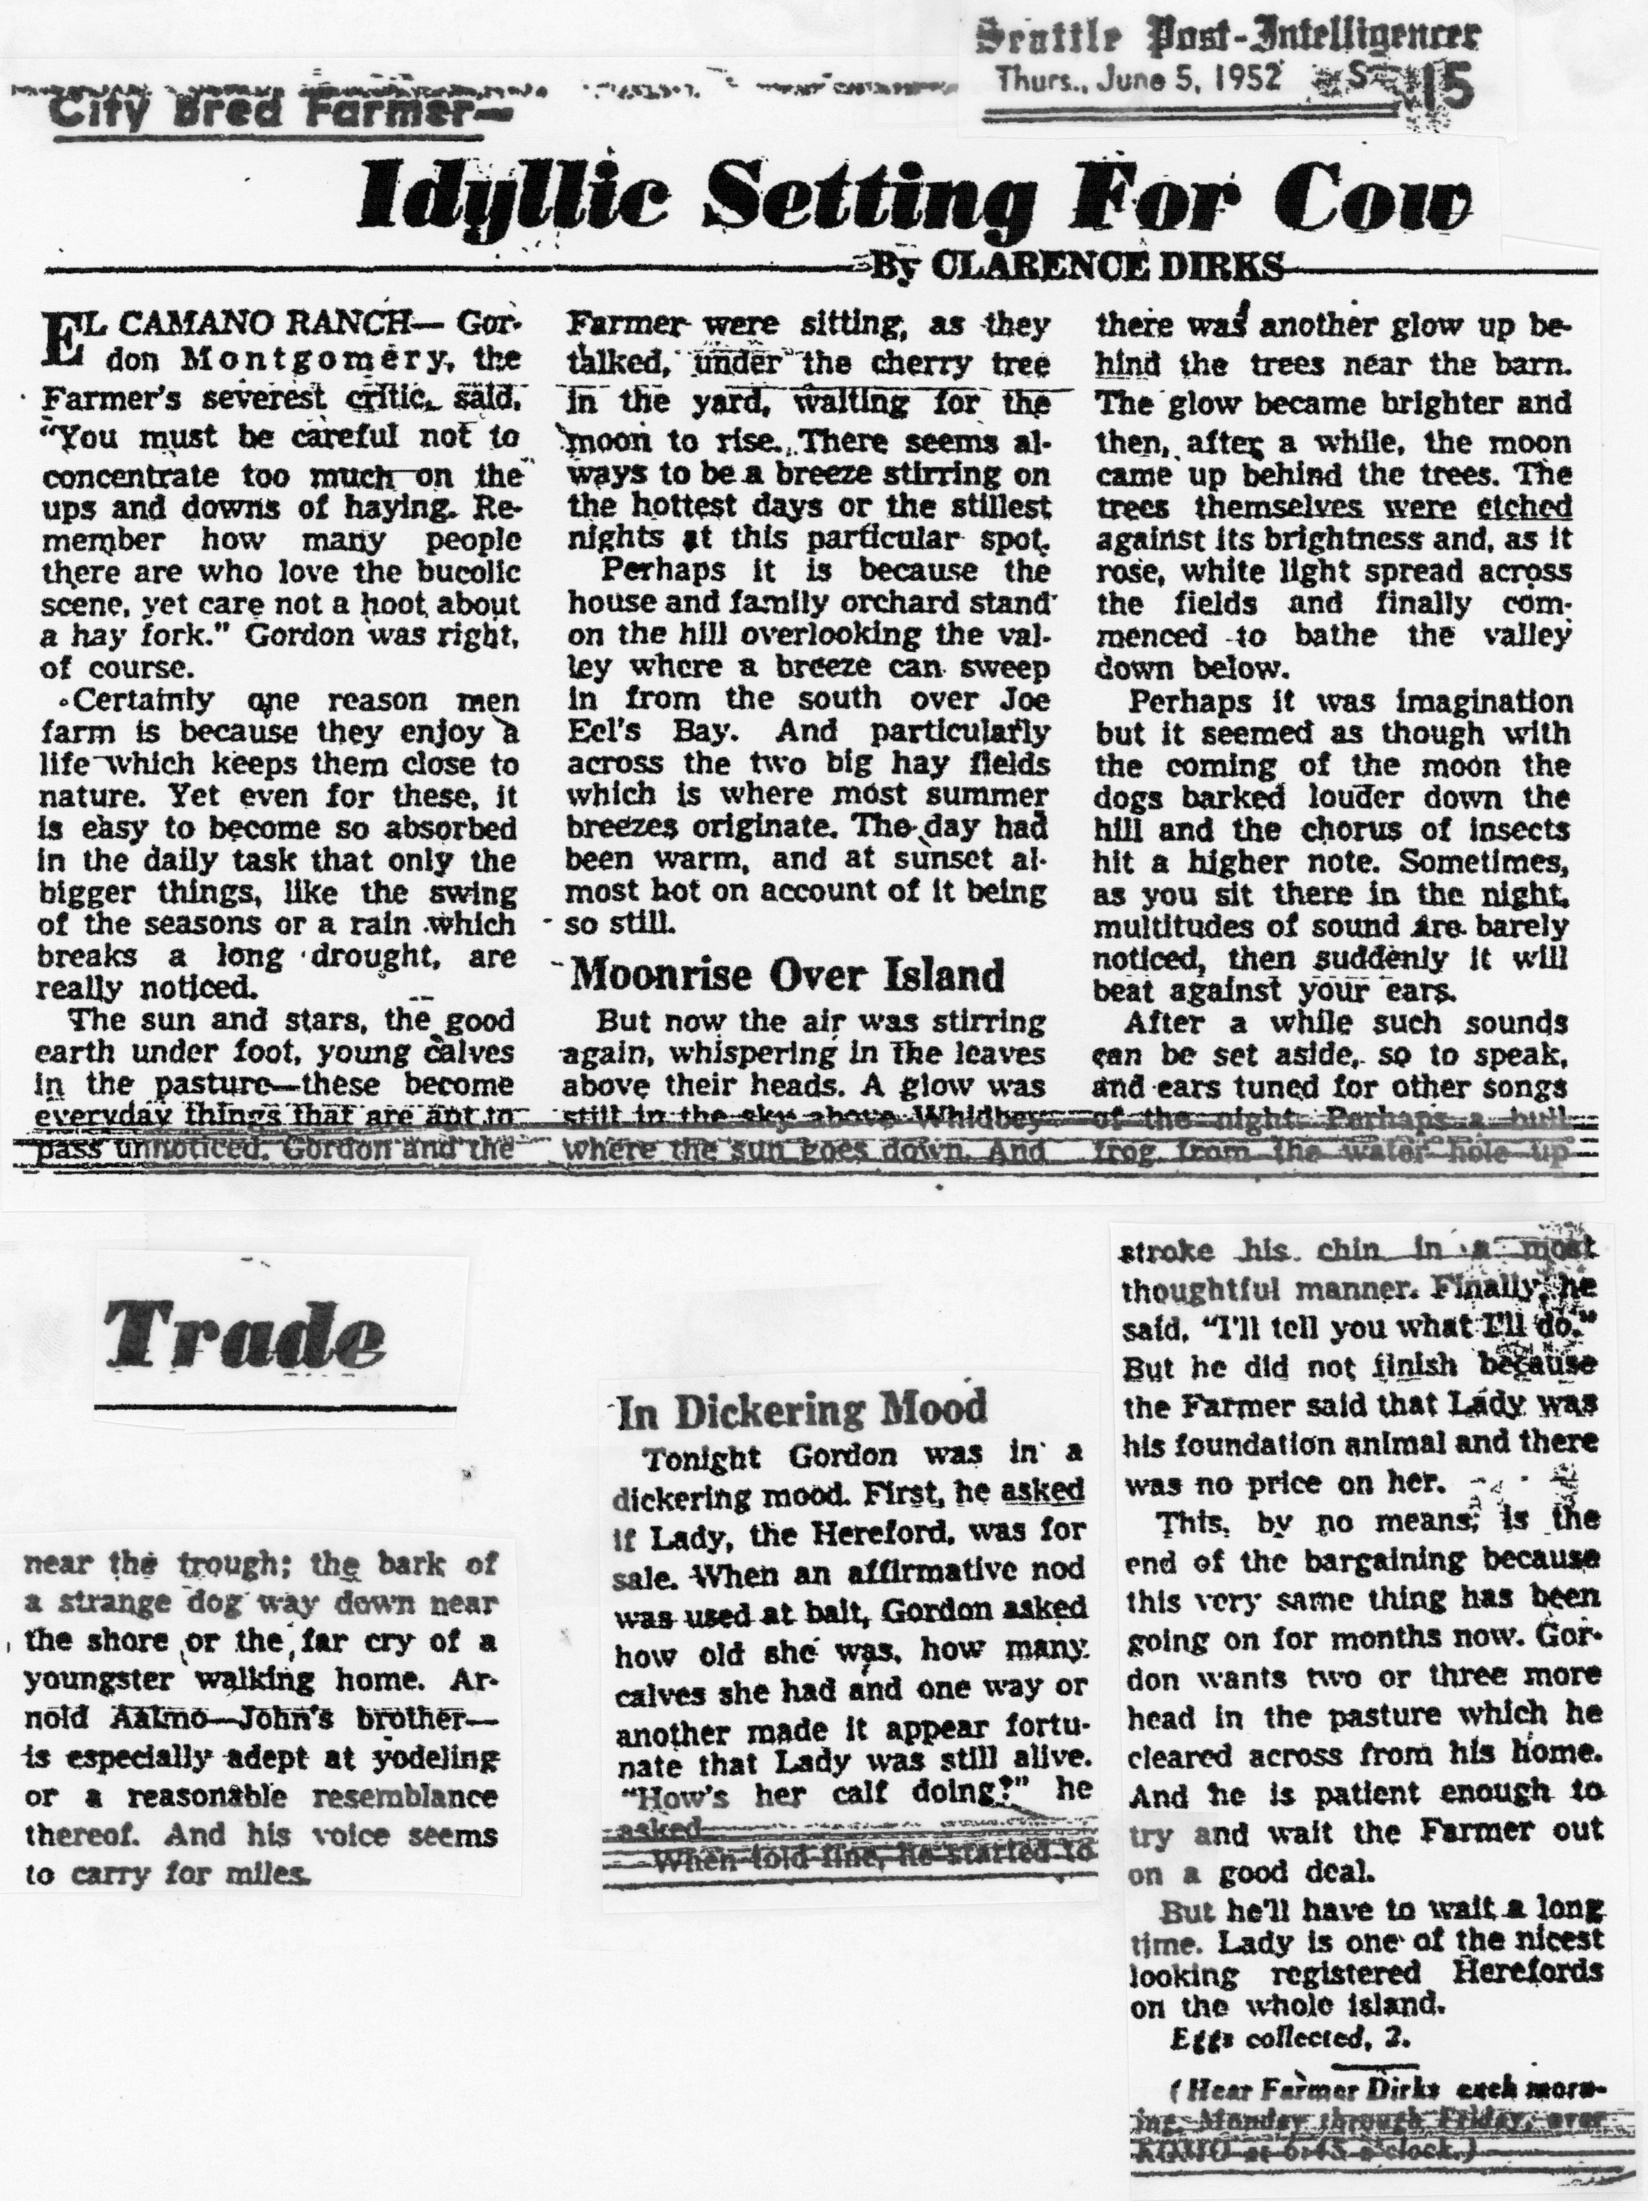 Seattle Post-Intelligencer
Thurs., June 5, 1952 S 15
City Bred Farmer—
Idyllic Setting For Cow
By CLARENCE DIRKS
EL CAMANO RANCH— Gor-
don Montgomery, the
Farmer's severest critic, said,
"You must be careful not to
concentrate too much on the
ups and downs of haying. Re-
member how many people
there are who love the bucolic
scene, yet care not a hoot about
a hay fork." Gordon was right,
of course.
Certainly one reason men
farm is because they enjoy a
life which keeps them close to
nature. Yet even for these, it
is easy to become so absorbed
in the daily task that only the
bigger things, like the swing
of the seasons or a rain which
breaks a long drought, are
really noticed.
The sun and stars, the good
earth under foot, young calves
in the pasture—these become
everyday things that are apt to
pass unnoticed. Gordon and the
Farmer were sitting, as they
talked, under the cherry tree
in the yard, waiting for the
moon to rise. There seems al-
ways to be a breeze stirring on
the hottest days or the stillest
nights at this particular spot.
Perhaps it is because the
house and family orchard stand
on the hill overlooking the val-
ley where a breeze can sweep
in from the south over Joe
Eel's Bay. And particularly
across the two big hay fields
which is where most summer
breezes originate. The day had
been warm, and at sunset al-
most hot on account of it being
so still.
Moonrise Over Island
But now the air was stirring
again, whispering in the leaves
above their heads. A glow was
still in the sky above Whidbey
where the sun goes down. And
there was another glow up be-
hind the trees near the barn.
The glow became brighter and
then, after a while, the moon
came up behind the trees. The
trees themselves were etched
against its brightness and, as it
rose, white light spread across
the fields and finally com-
menced to bathe the valley
down below.
Perhaps it was imagination
but it seemed as though with
the coming of the moon the
dogs barked louder down the
hill and the chorus of insects
hit a higher note. Sometimes,
as you sit there in the night,
multitudes of sound are barely
noticed, then suddenly it will
beat against your ears.
After a while such sounds
can be set aside, so to speak,
and ears tuned for other songs
of the night. Perhaps a bull
frog from the water hole up
Trade
near the trough; the bark of
a strange dog way down near
the shore or the far cry of a
youngster walking home. Ar-
nold Aalmo—John's brother—
is especially adept at yodeling
or a reasonable resemblance
thereof. And his voice seems
to carry for miles.
In Dickering Mood
Tonight Gordon was in a
dickering mood. First, he asked
if Lady, the Hereford, was for
sale. When an affirmative nod
was used at bait, Gordon asked
how old she was, how many
calves she had and one way or
another made it appear fortu-
nate that Lady was still alive.
"How's her calf doing?" he
asked.
When told fine, he started to
stroke his chin in a most
thoughtful manner. Finally, he
said, "I'll tell you what I'll do."
But he did not finish because
the Farmer said that Lady was
his foundation animal and there
was no price on her.
This, by no means, is the
end of the bargaining because
this very same thing has been
going on for months now. Gor-
don wants two or three more
head in the pasture which he
cleared across from his home.
And he is patient enough to
try and wait the Farmer out
on a good deal.
But he'll have to wait a long
time. Lady is one of the nicest
looking registered Herefords
on the whole island.
Eggs collected, 2.
(Hear Farmer Dirks each morn-
ing, Monday through Friday, over
KOMO at 6:45 o'clock.)